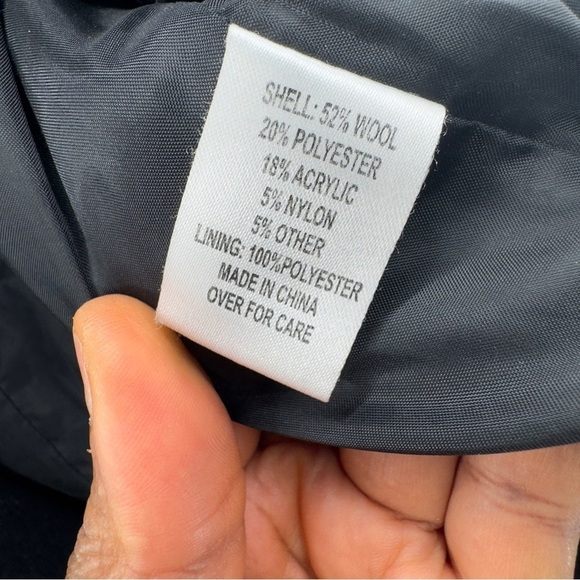 SHELL: 52% WOOL
20% POLYESTER
18% ACRYLIC
5% NYLON
5% OTHER
LINING: 100%POLYESTER
MADE IN CHINA
OVER FOR CARE